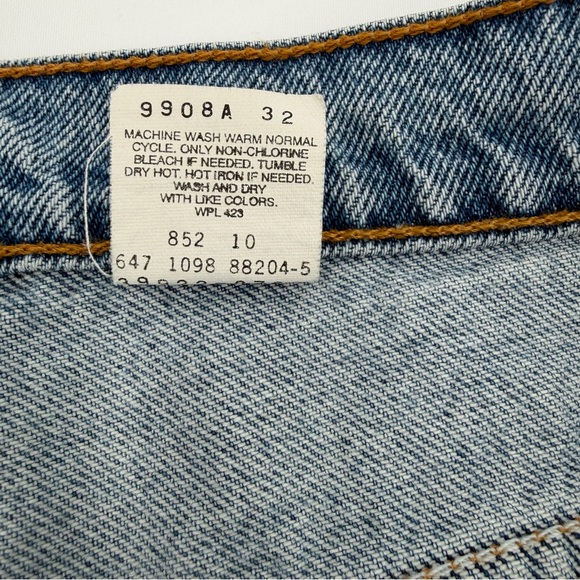 9908A 32
MACHINE WASH WARM NORMAL
CYCLE. ONLY NON-CHLORINE
BLEACH IF NEEDED. TUMBLE
DRY HOT. HOT IRON IF NEEDED.
WASH AND DRY
WITH LIKE COLORS.
WPL 423
852 10
647 1098 88204-5